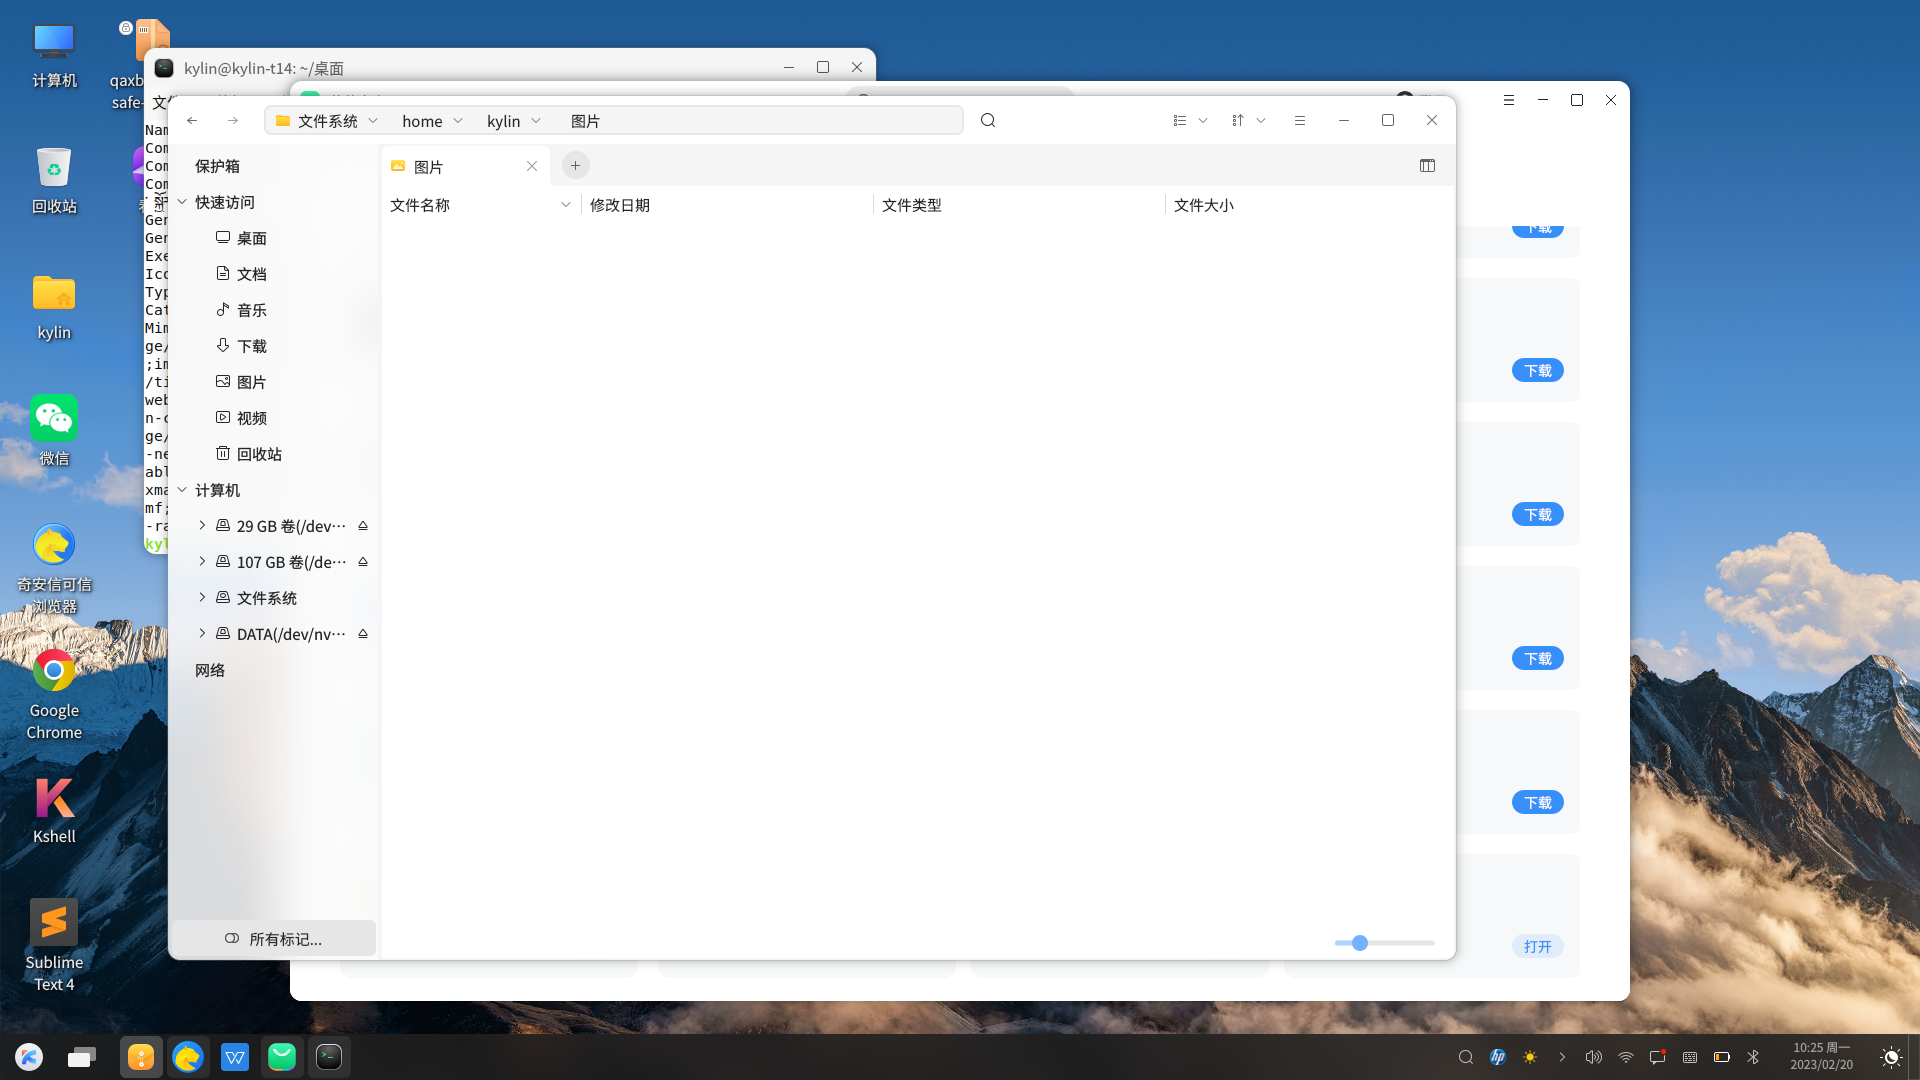 计算机
回收站
kylin
微信
奇安信可信
浏览器
Google
Chrome
Kshell
Sublime
Text 4
qaxb
safe-
kylin@kylin-t14: ~/桌面
文件系统
home
kylin
图片
保护箱
快速访问
桌面
文档
音乐
下载
图片
视频
回收站
计算机
29 GB 卷(/dev···
107 GB 卷(/de···
文件系统
DATA(/dev/nv···
网络
所有标记...
图片
文件名称
修改日期
文件类型
文件大小
Nam
Com
Com
Com
Gen
Gen
Exe
Ico
Typ
Cat
Mim
ge/
;im
/ti
web
n-c
ge/
-ne
abl
xma
mf;
-ra
kyl
下载
下载
下载
下载
下载
打开
hp
10:25 周一
2023/02/20